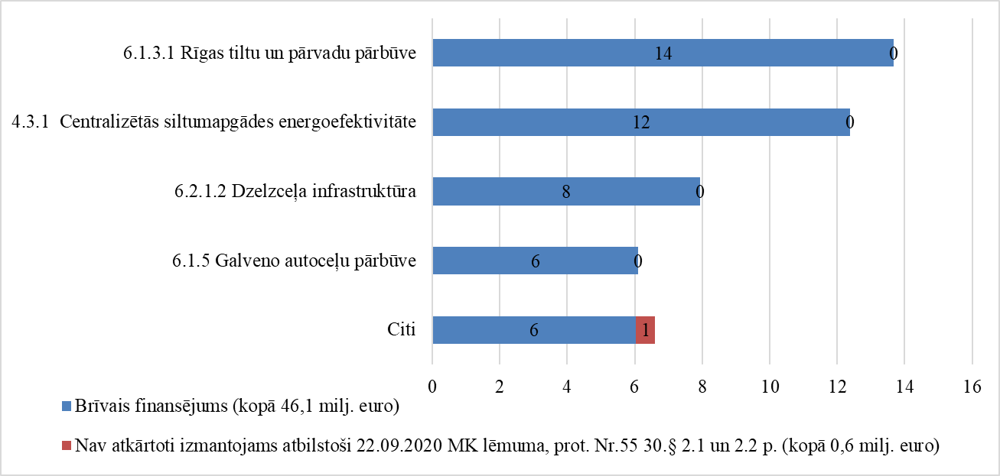 6.1.3.1 Rīgas tiltu un pārvadu pārbūve 14 0
4.3.1  Centralizētās siltumapgādes energoefektivitāte 12 0
6.2.1.2 Dzelzceļa infrastruktūra 8 0
6.1.5 Galveno autoceļu pārbūve 6 0
Citi 6 1
0 2 4 6 8 10 12 14 16
Brīvais finansējums (kopā 46,1 milj. euro)
Nav atkārtoti izmantojams atbilstoši 22.09.2020 MK lēmuma, prot. Nr.55 30.§ 2.1 un 2.2 p. (kopā 0,6 milj. euro)